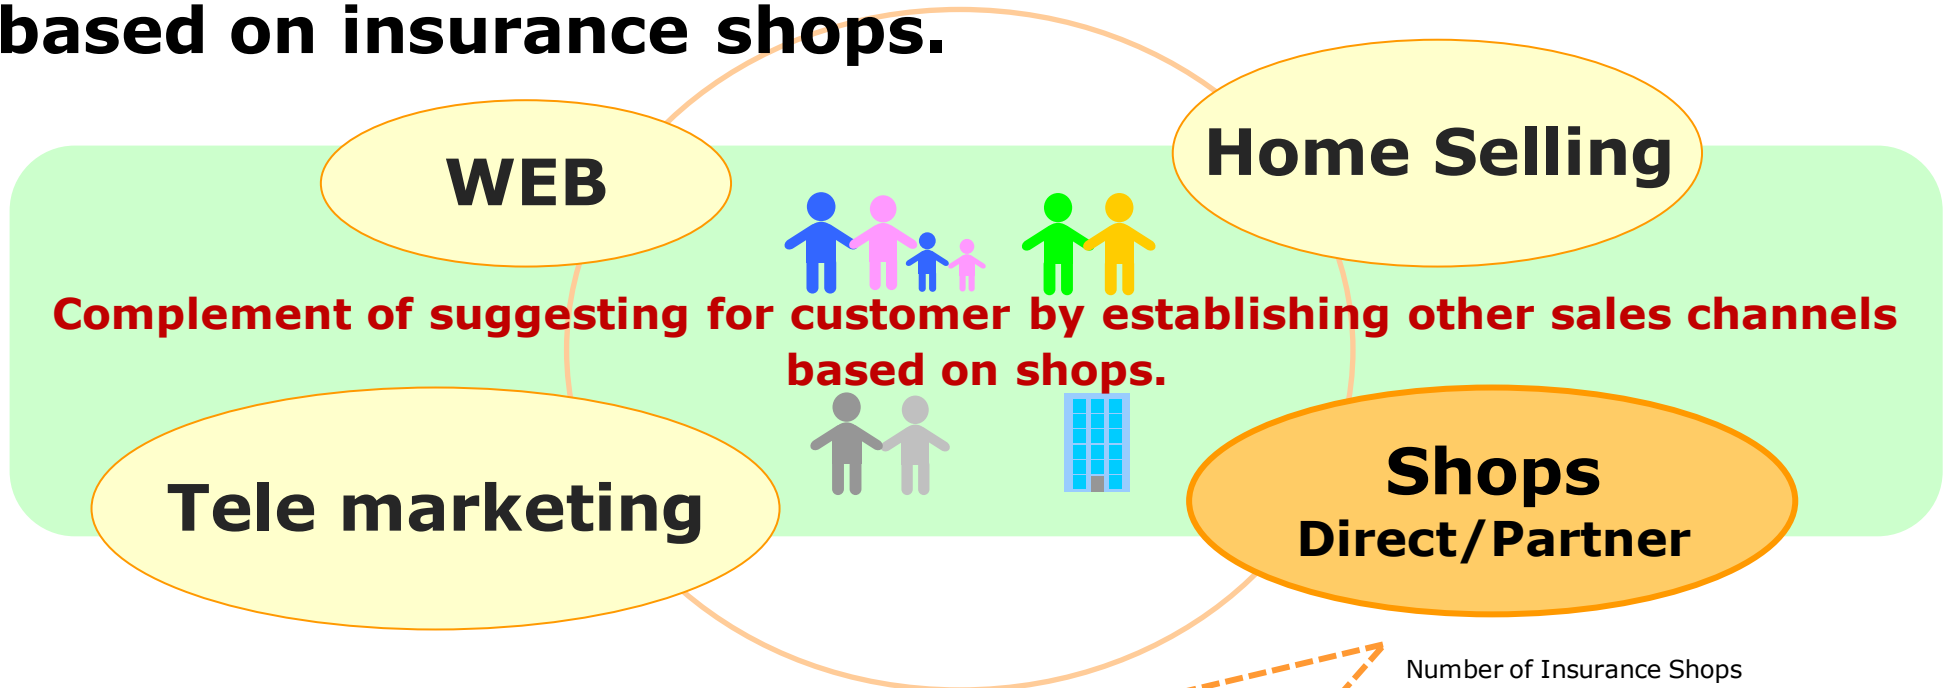 based on insurance shops.
WEB
Home Selling
Complement of suggesting for customer by establishing other sales channels
based on shops.
Tele marketing
Shops
Direct/Partner
Number of Insurance Shops